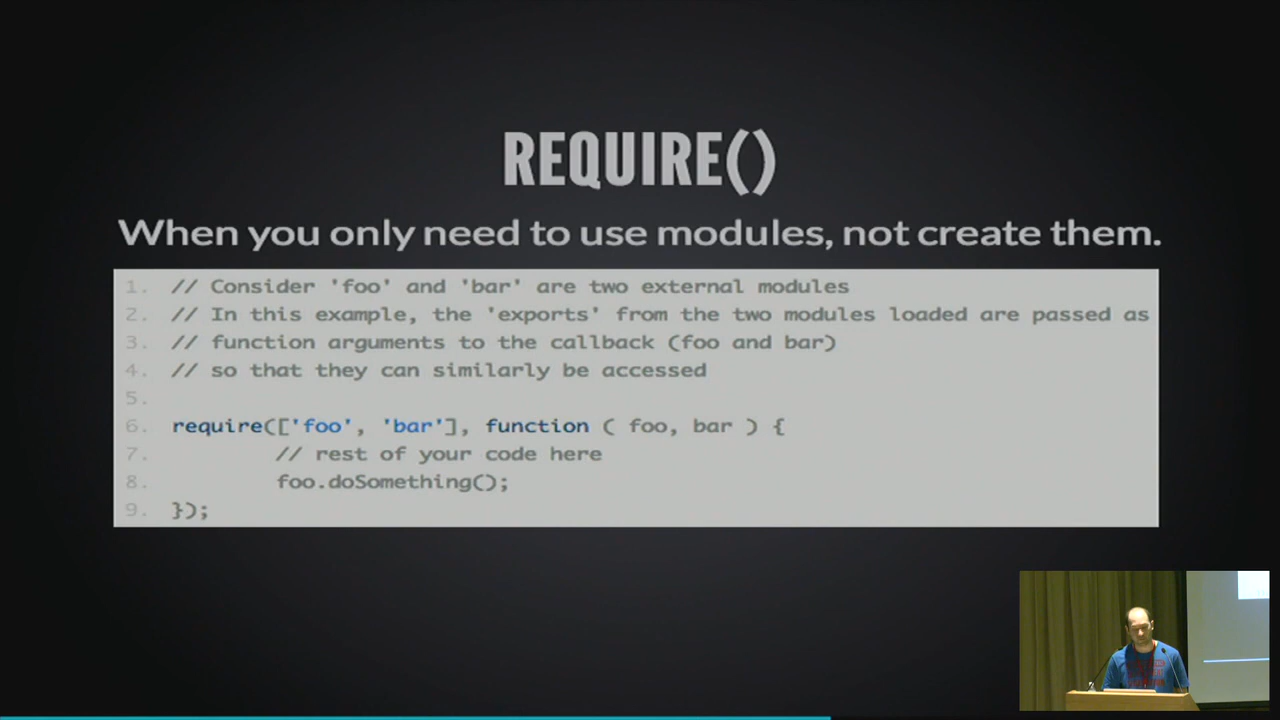 REQUIRE()
When you only need to use modules, not create them.
1. // Consider 'foo' and 'bar' are two external modules
2. // In this example, the 'exports' from the two modules loaded are passed as
3. // function arguments to the callback (foo and bar)
4. // so that they can similarly be accessed
5.
6. require(['foo', 'bar'], function ( foo, bar ) {
7. // rest of your code here
8. foo.doSomething();
9. });